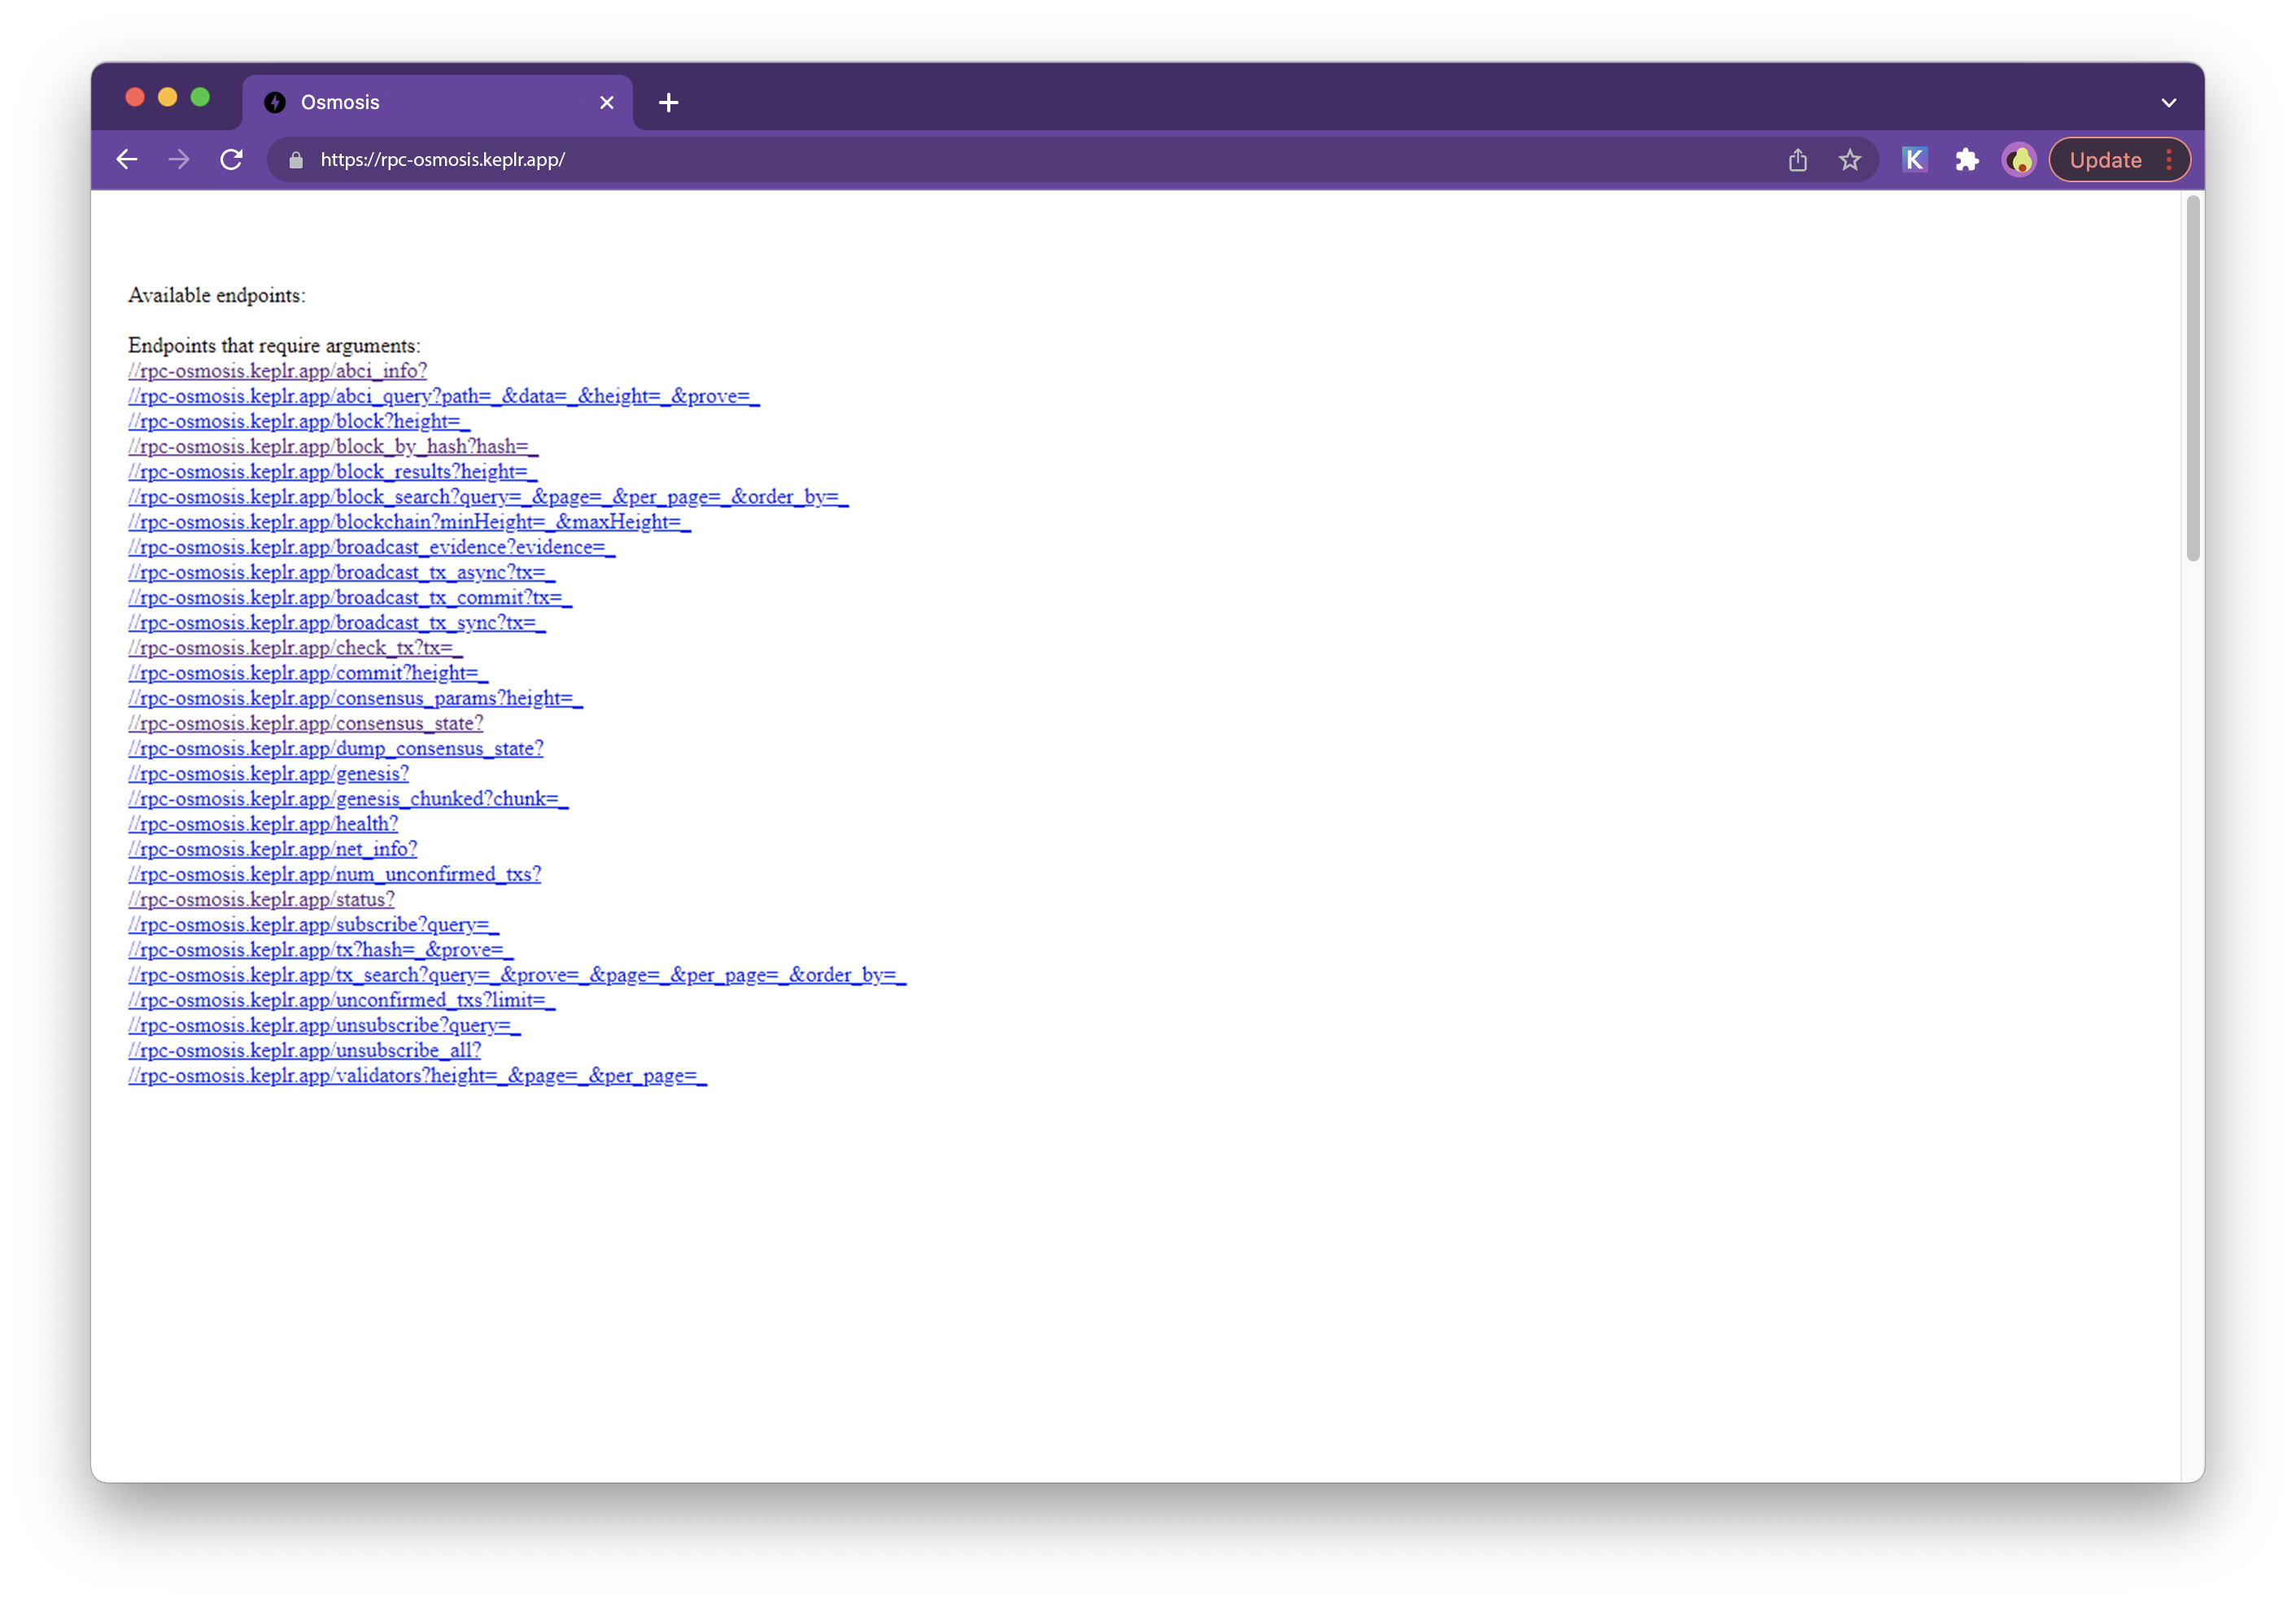 Osmosis
https://rpc-osmosis.keplr.app/
K
Update
Available endpoints:
Endpoints that require arguments:
//rpc-osmosis.keplr.app/abci_info?
//rpc-osmosis.keplr.app/abci_query?path=_&data=_&height=_&prove=_
//rpc-osmosis.keplr.app/block?height=_
//rpc-osmosis.keplr.app/block_by_hash?hash=_
//rpc-osmosis.keplr.app/block_results?height=_
//rpc-osmosis.keplr.app/block_search?query=_&page=_&per_page=_&order_by=_
//rpc-osmosis.keplr.app/blockchain?minHeight=_&maxHeight=_
//rpc-osmosis.keplr.app/broadcast_evidence?evidence=_
//rpc-osmosis.keplr.app/broadcast_tx_async?tx=_
//rpc-osmosis.keplr.app/broadcast_tx_commit?tx=_
//rpc-osmosis.keplr.app/broadcast_tx_sync?tx=_
//rpc-osmosis.keplr.app/check_tx?tx=_
//rpc-osmosis.keplr.app/commit?height=_
//rpc-osmosis.keplr.app/consensus_params?height=_
//rpc-osmosis.keplr.app/consensus_state?
//rpc-osmosis.keplr.app/dump_consensus_state?
//rpc-osmosis.keplr.app/genesis?
//rpc-osmosis.keplr.app/genesis_chunked?chunk=_
//rpc-osmosis.keplr.app/health?
//rpc-osmosis.keplr.app/net_info?
//rpc-osmosis.keplr.app/num_unconfirmed_txs?
//rpc-osmosis.keplr.app/status?
//rpc-osmosis.keplr.app/subscribe?query=_
//rpc-osmosis.keplr.app/tx?hash=_&prove=_
//rpc-osmosis.keplr.app/tx_search?query=_&prove=_&page=_&per_page=_&order_by=_
//rpc-osmosis.keplr.app/unconfirmed_txs?limit=_
//rpc-osmosis.keplr.app/unsubscribe?query=_
//rpc-osmosis.keplr.app/unsubscribe_all?
//rpc-osmosis.keplr.app/validators?height=_&page=_&per_page=_